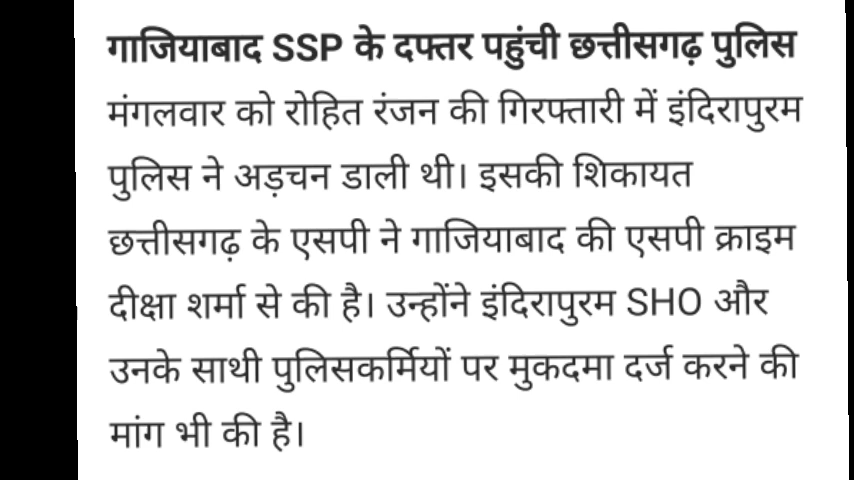 गाजियाबाद SSP के दफ्तर पहुंची छत्तीसगढ़ पुलिस
मंगलवार को रोहित रंजन की गिरफ्तारी में इंदिरापुरम
पुलिस ने अड़चन डाली थी। इसकी शिकायत
छत्तीसगढ़ के एसपी ने गाजियाबाद की एसपी क्राइम
दीक्षा शर्मा से की है। उन्होंने इंदिरापुरम SHO और
उनके साथी पुलिसकर्मियों पर मुकदमा दर्ज करने की
मांग भी की है।